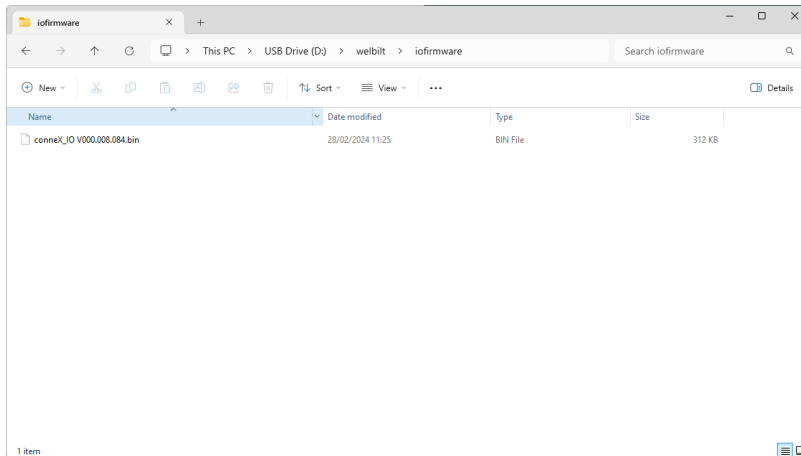 iofirmware
This PC > USB Drive (D:) > welbilt > iofirmware
Search iofirmware
New
Sort
View
Details
Name Date modified Type Size
conneX_IO V000.008.084.bin 28/02/2024 11:25 BIN File 312 KB
1 item